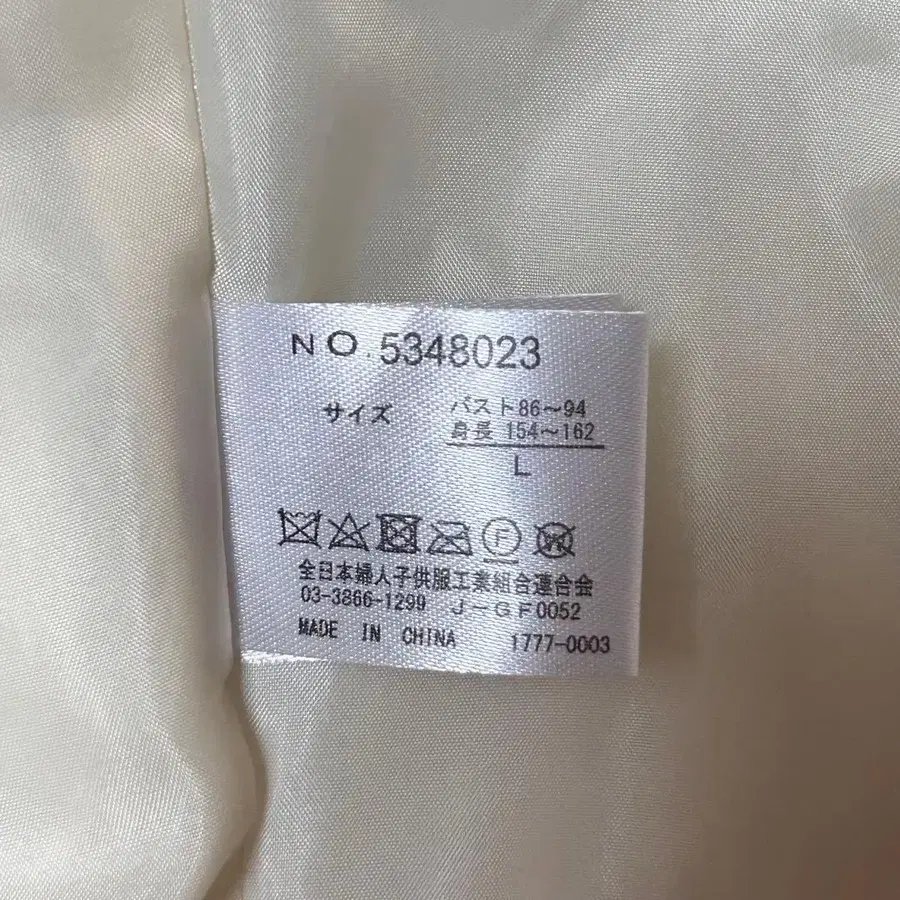 NO.5348023
サイズ バスト86〜94
身長 154〜162
L
F W
全日本婦人子供服工業組合連合会
03-3866-1299 J-GF0052
MADE IN CHINA 1777-0003